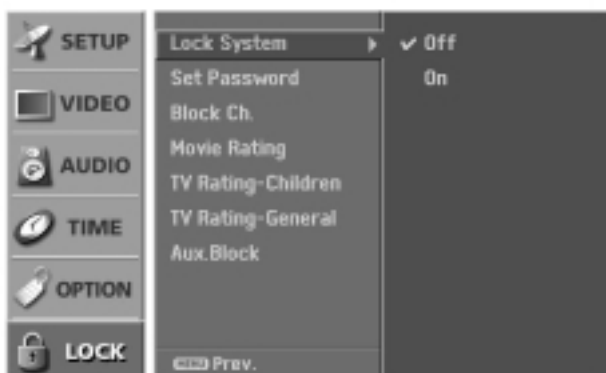 SETUP
VIDEO
AUDIO
TIME
OPTION
LOCK
Lock System
Set Password
Block Ch.
Movie Rating
TV Rating-Children
TV Rating-General
Aux.Block
MENU Prev.
Off
On